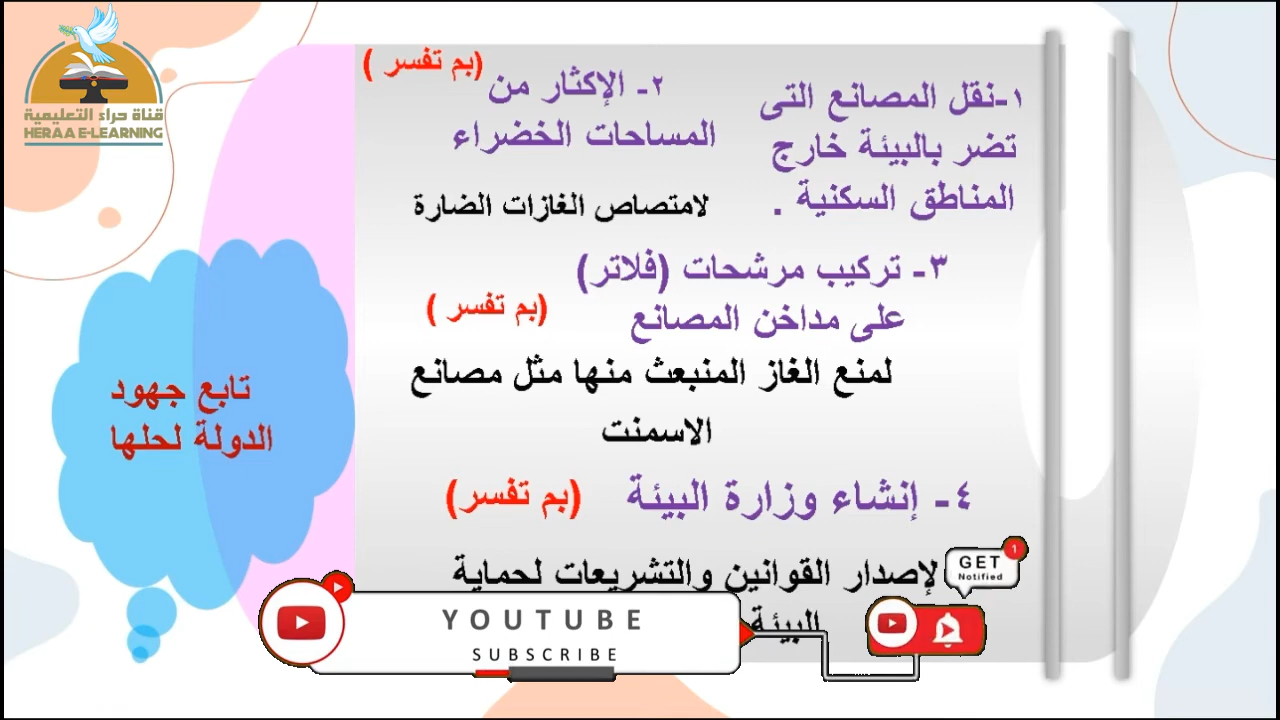 قناة حراء التعليمية
HERAA E-LEARNING
١-نقل المصانع التى
تضر بالبيئة خارج
المناطق السكنية .
(بم تفسر )
٢- الإكثار من
المساحات الخضراء
لامتصاص الغازات الضارة
٣- تركيب مرشحات (فلاتر)
على مداخن المصانع
(بم تفسر )
لمنع الغاز المنبعث منها مثل مصانع
الاسمنت
٤- إنشاء وزارة البيئة (بم تفسر)
لإصدار القوانين والتشريعات لحماية
البيئة
تابع جهود
الدولة لحلها
GET
Notified
1
YOUTUBE
SUBSCRIBE